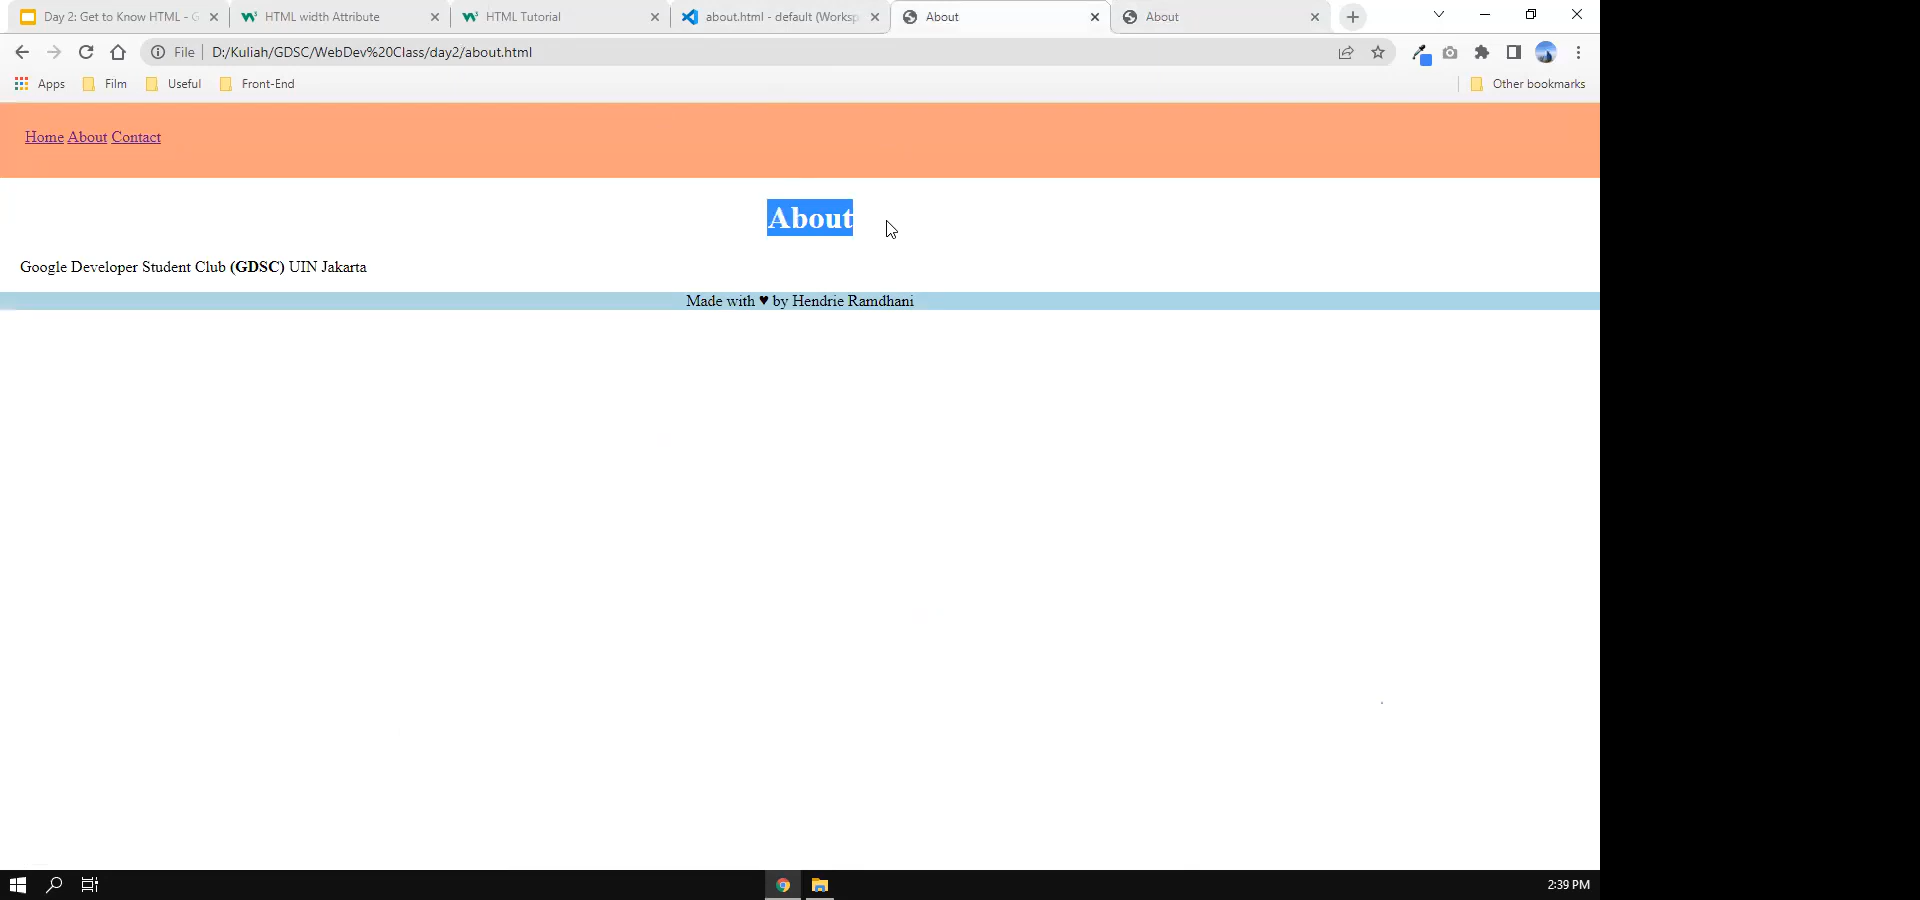 Day 2: Get to Know HTML - G
HTML width Attribute
HTML Tutorial
about.html - default (Worksp
About
About
File
D:/Kuliah/GDSC/WebDev%20Class/day2/about.html
Apps
Film
Useful
Front-End
Other bookmarks
Home About Contact
About
Google Developer Student Club (GDSC) UIN Jakarta
Made with ♥ by Hendrie Ramdhani
2:39 PM